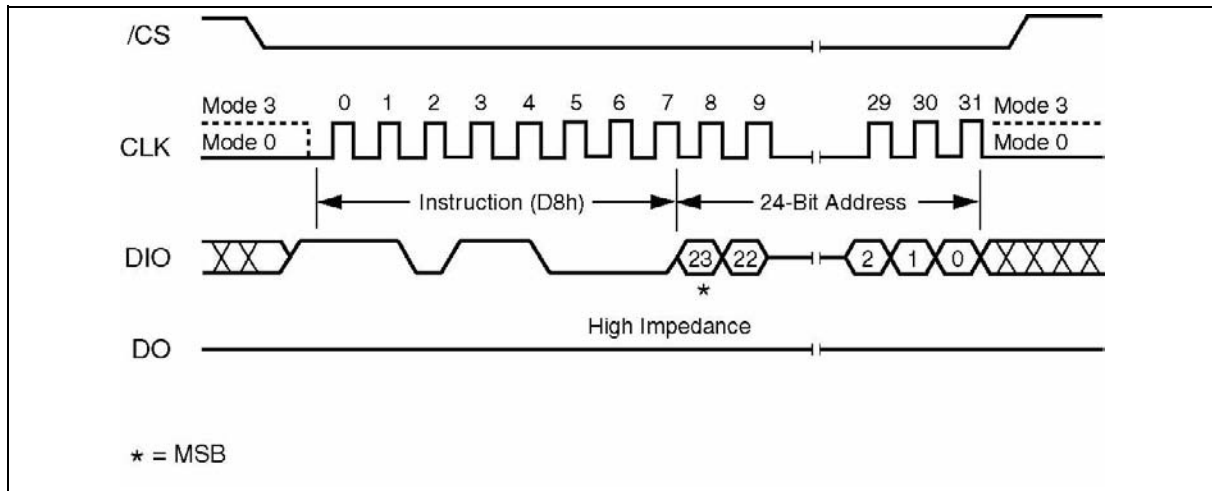 /CS
Mode 3 0 1 2 3 4 5 6 7 8 9 29 30 31 Mode 3
CLK Mode 0 Mode 0
Instruction (D8h) 24-Bit Address
DIO 23 22 2 1 0
*
High Impedance
DO
* = MSB